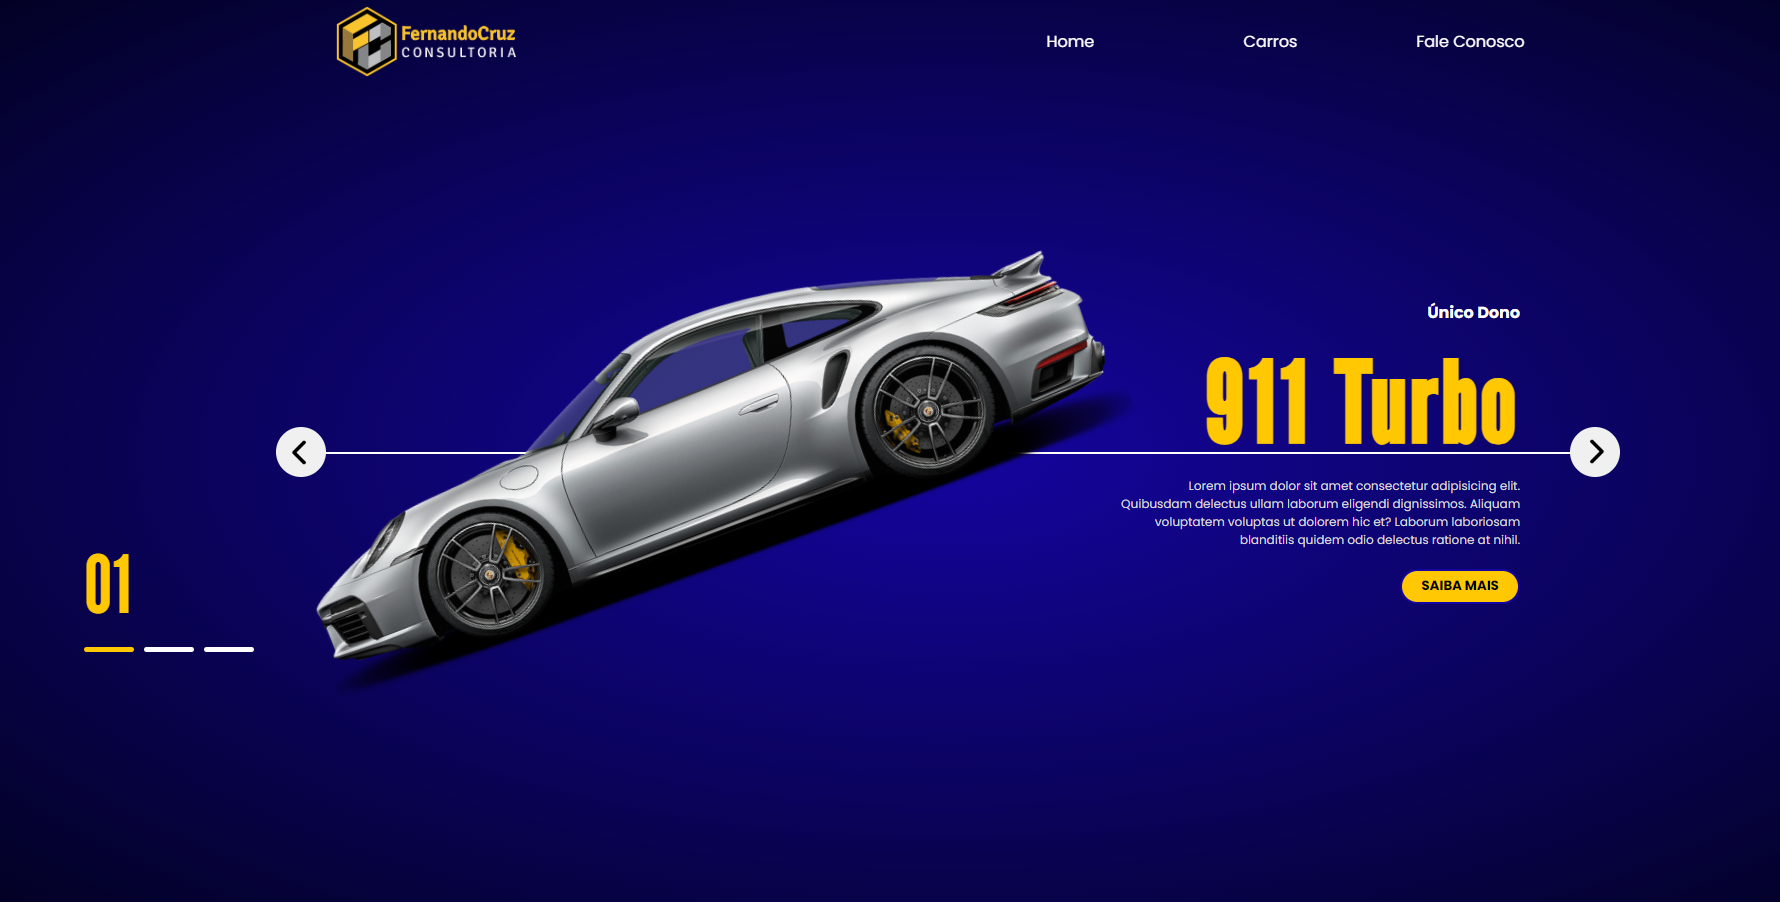 FernandoCruz
CONSULTORIA
Home
Carros
Fale Conosco
Único Dono
911 Turbo
Lorem ipsum dolor sit amet consectetur adipisicing elit.
Quibusdam delectus ullam laborum eligendi dignissimos. Aliquam
voluptatem voluptas ut dolorem hic et? Laborum laboriosam
blanditiis quidem odio delectus ratione at nihil.
SAIBA MAIS
01